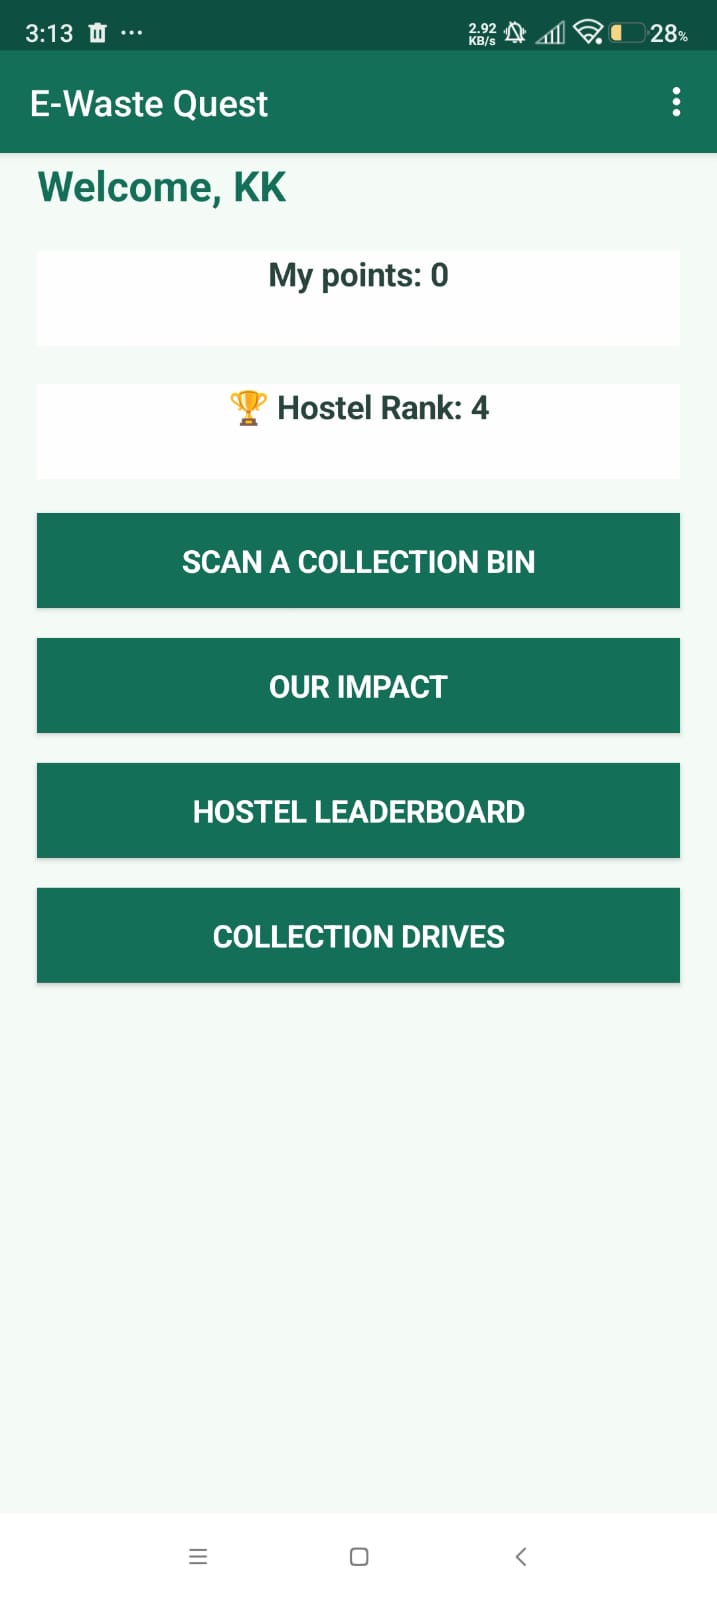 3:13 ... 2.92 KB/s 28%
E-Waste Quest
Welcome, KK
My points: 0
🏆 Hostel Rank: 4
SCAN A COLLECTION BIN
OUR IMPACT
HOSTEL LEADERBOARD
COLLECTION DRIVES